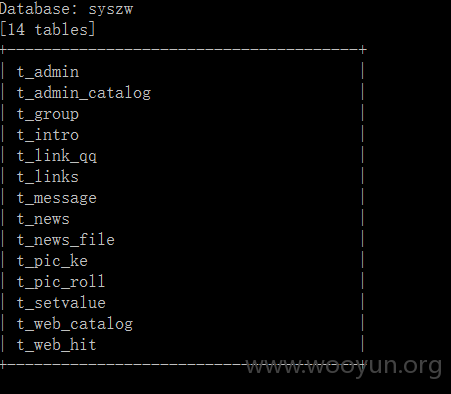 Database: syszw
[14 tables]
+---------------------------------------+
| t_admin |
| t_admin_catalog |
| t_group |
| t_intro |
| t_link_qq |
| t_links |
| t_message |
| t_news |
| t_news_file |
| t_pic_ke |
| t_pic_roll |
| t_setvalue |
| t_web_catalog |
| t_web_hit |
+---------------------------------------+
www.wooyun.org